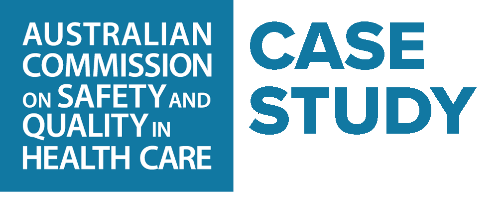 AUSTRALIAN
COMMISSION
ON SAFETY AND
QUALITY IN
HEALTH CARE
CASE
STUDY